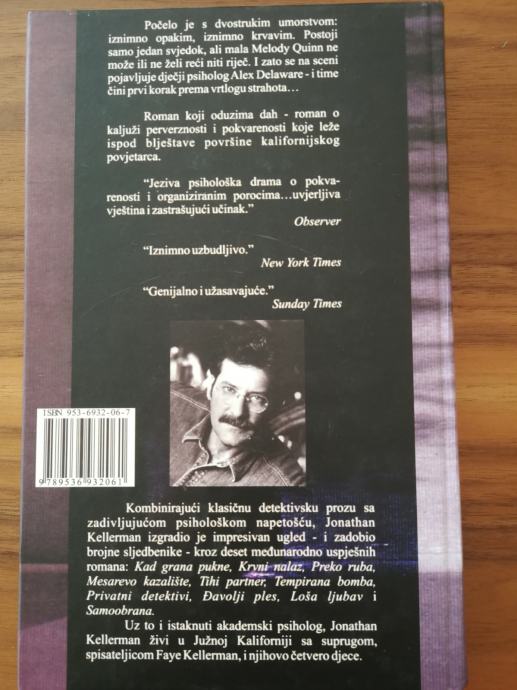 Počelo je s dvostrukim umorstvom:
iznimno opakim, iznimno krvavim. Postoji
samo jedan svjedok, ali mala Melody Quinn ne
može ili ne želi reći niti riječ. I zato se na sceni
pojavljuje dječji psiholog Alex Delaware - i time
čini prvi korak prema vrtlogu strahota…
Roman koji oduzima dah - roman o
kaljuži perverznosti i pokvarenosti koje leže
ispod blještave površine kalifornijskog
povjetarca.
“Jeziva psihološka drama o pokva-
renosti i organiziranim porocima…uvjerljiva
vještina i zastrašujući učinak.”
Observer
“Iznimno uzbudljivo.”
New York Times
“Genijalno i užasavajuće.”
Sunday Times
ISBN 953-6932-06-7
9789536932061
Kombinirajući klasičnu detektivsku prozu sa
zadivljujućom psihološkom napetošću, Jonathan
Kellerman izgradio je impresivan ugled - i zadobio
brojne sljedbenike - kroz deset međunarodno uspješnih
romana: Kad grana pukne, Krvni nalaz, Preko ruba,
Mesarevo kazalište, Tihi partner, Tempirana bomba,
Privatni detektivi, Đavolji ples, Loša ljubav i
Samoobrana.
Uz to i istaknuti akademski psiholog, Jonathan
Kellerman živi u Južnoj Kaliforniji sa suprugom,
spisateljicom Faye Kellerman, i njihovo četvero djece.